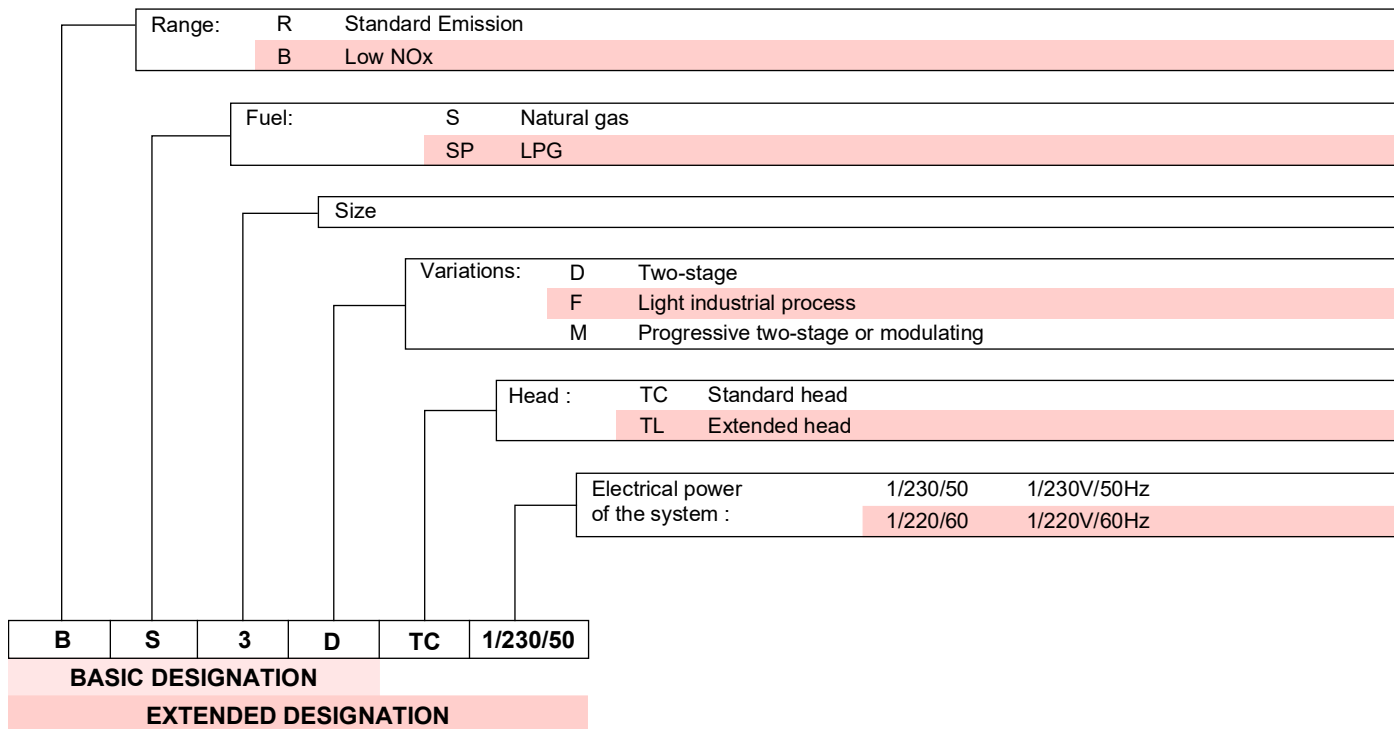 Range: R Standard Emission
B Low NOx
Fuel: S Natural gas
SP LPG
Size
Variations: D Two-stage
F Light industrial process
M Progressive two-stage or modulating
Head : TC Standard head
TL Extended head
Electrical power 1/230/50 1/230V/50Hz
of the system : 1/220/60 1/220V/60Hz
B S 3 D TC 1/230/50
BASIC DESIGNATION
EXTENDED DESIGNATION